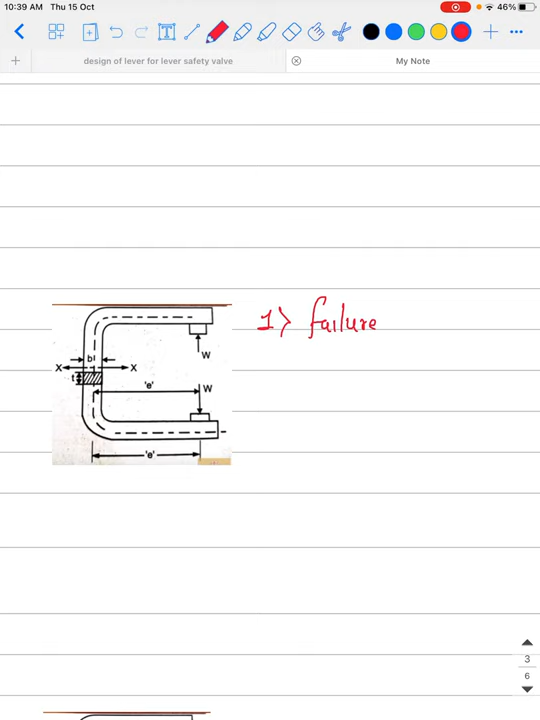 10:39 AM Thu 15 Oct
46%
design of lever for lever safety valve
My Note
1> failure
W
b
X X
t
'e'
W
'e'
3
6